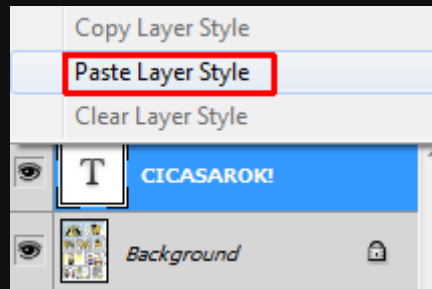 Copy Layer Style
Paste Layer Style
Clear Layer Style
T CICASAROK!
Background